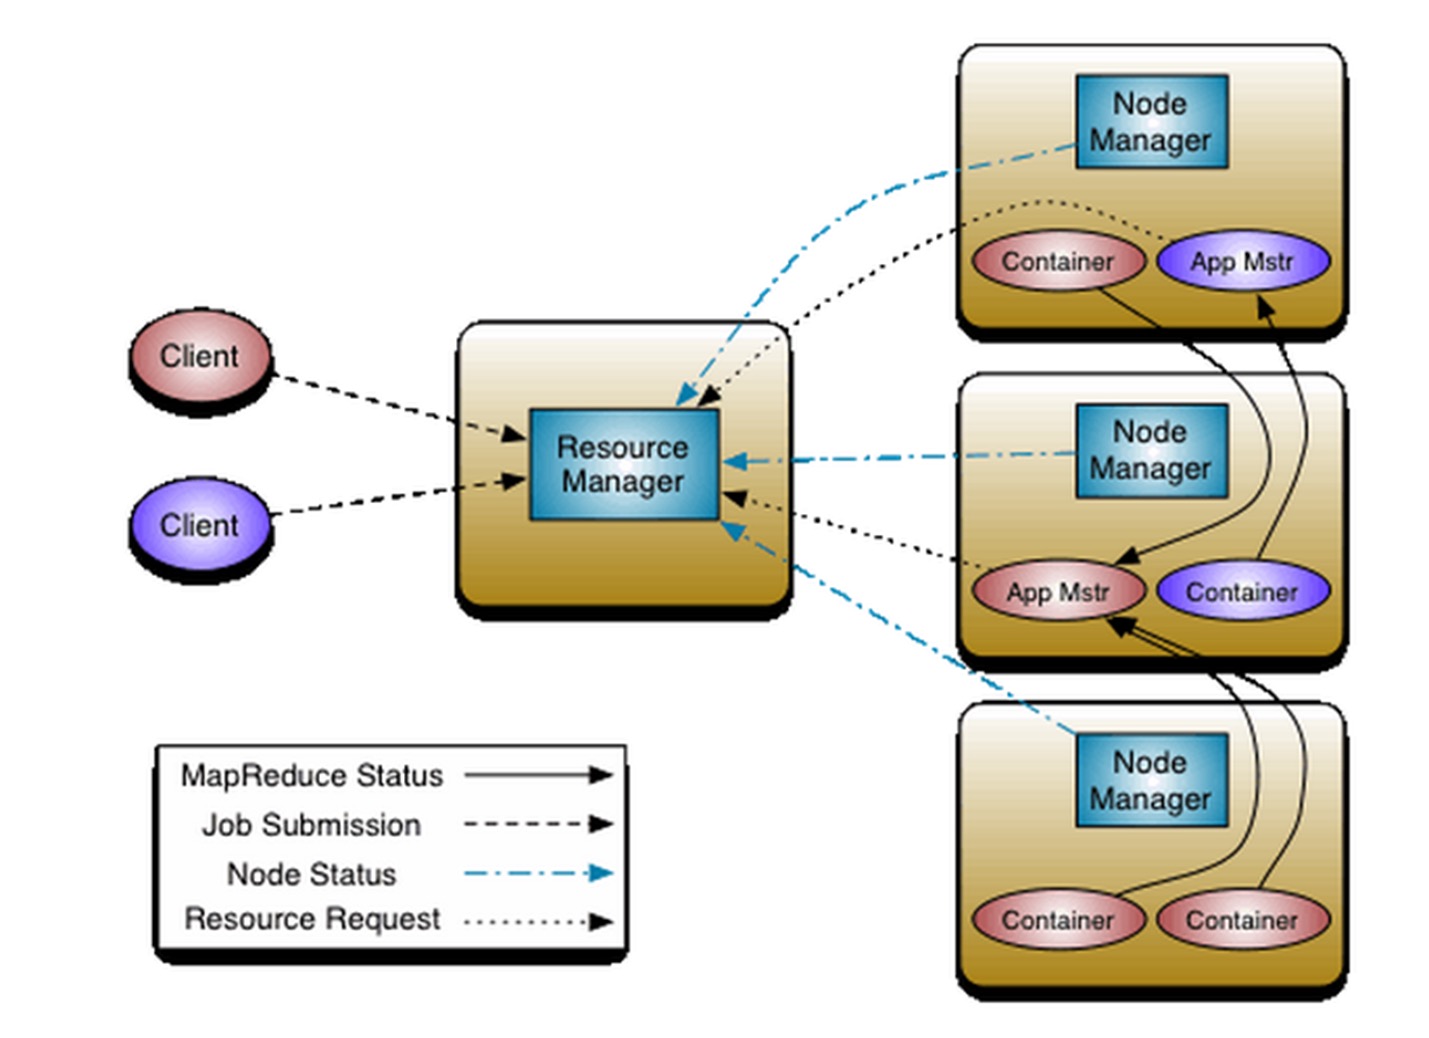 Node
Manager
Container
App Mstr
Client
Client
Resource
Manager
Node
Manager
App Mstr
Container
Node
Manager
Container
Container
MapReduce Status
Job Submission
Node Status
Resource Request